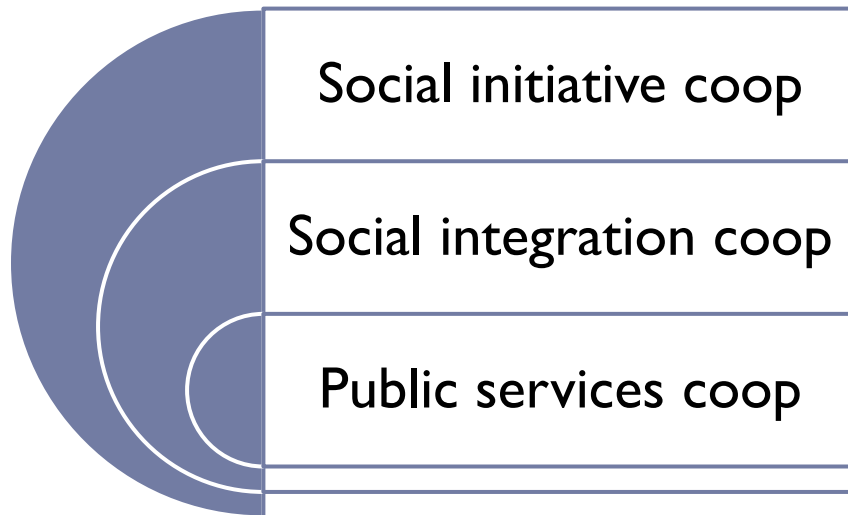 Social initiative coop
Social integration coop
Public services coop